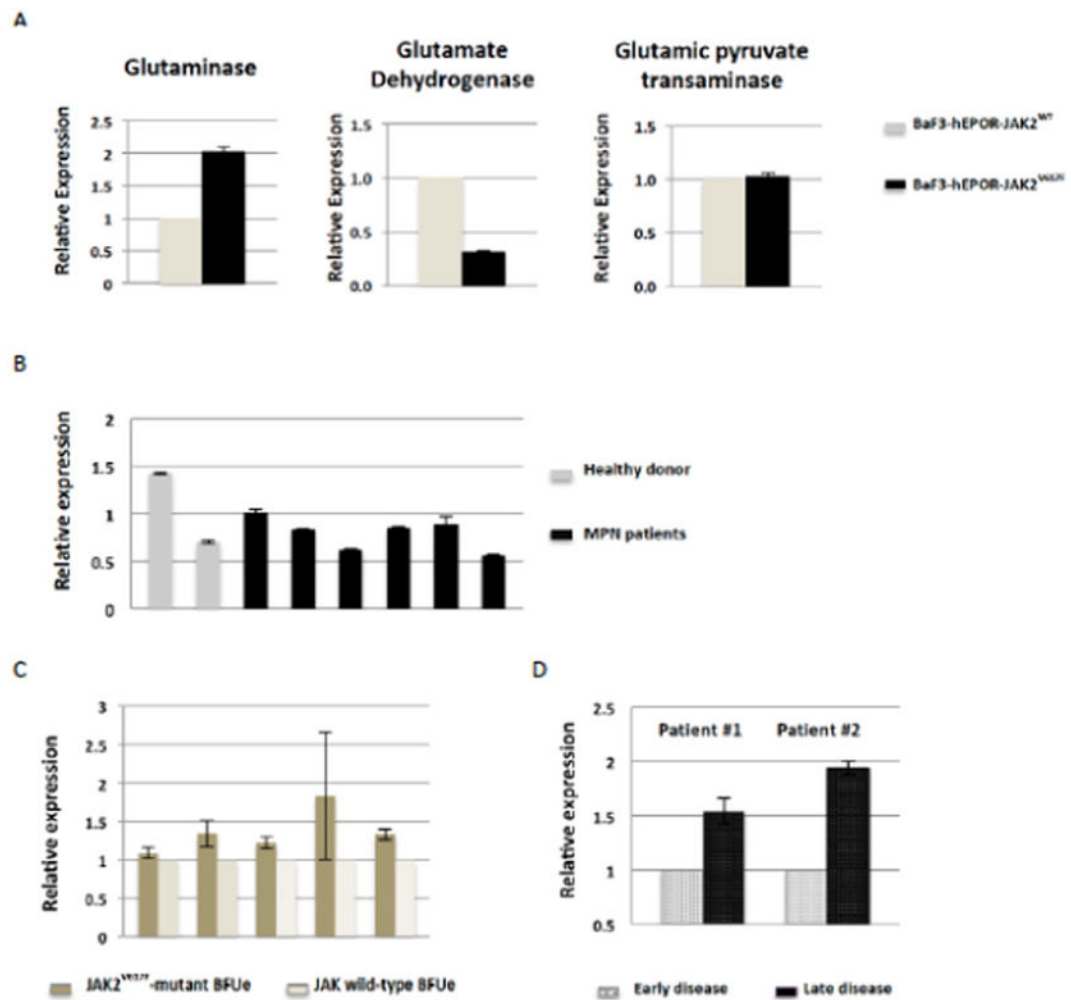 A
Glutaminase
Glutamate
Dehydrogenase
Glutamic pyruvate
transaminase
Relative Expression
2.5
2
1.5
1
0.5
0
Relative Expression
1.5
1.0
0.5
0.0
Relative Expression
1.5
1.0
0.5
0.0
BaF3-hEPOR-JAK2WT
BaF3-hEPOR-JAK2V617F
B
Relative expression
2
1.5
1
0.5
0
Healthy donor
MPN patients
C
Relative expression
3
2.5
2
1.5
1
0.5
0
JAK2V617F-mutant BFUe
JAK wild-type BFUe
D
Relative expression
2.5
2
1.5
1
0.5
Patient #1
Patient #2
Early disease
Late disease